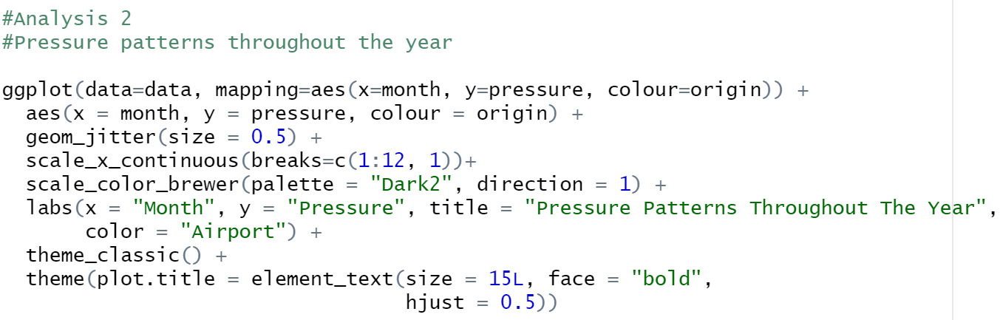 #Analysis 2
#Pressure patterns throughout the year
ggplot(data=data, mapping=aes(x=month, y=pressure, colour=origin)) +
aes(x = month, y = pressure, colour = origin) +
geom_jitter(size = 0.5) +
scale_x_continuous(breaks=c(1:12, 1))+
scale_color_brewer(palette = "Dark2", direction = 1) +
labs(x = "Month", y = "Pressure", title = "Pressure Patterns Throughout The Year",
color = "Airport") +
theme_classic() +
theme(plot.title = element_text(size = 15L, face = "bold",
hjust = 0.5))